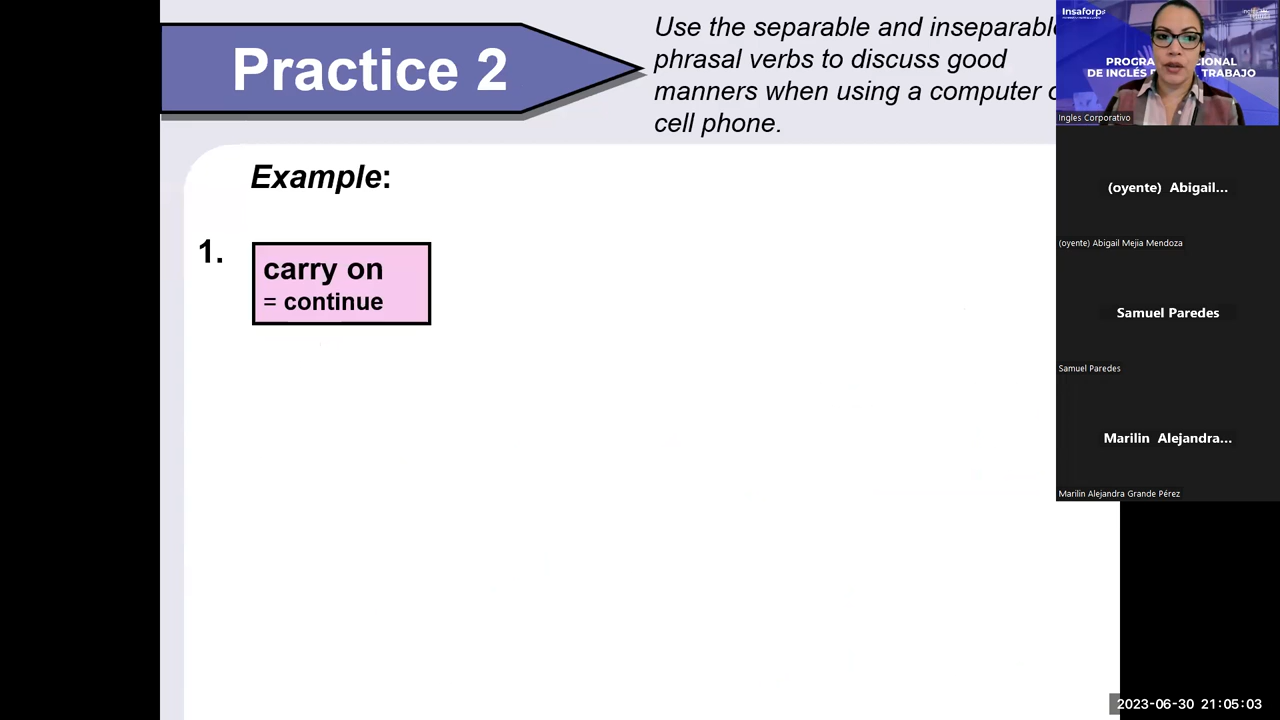 Practice 2
Use the separable and inseparable
phrasal verbs to discuss good
manners when using a computer o
cell phone.
Example:
1.
carry on
= continue
Insaforp
PROGRA CIONAL
DE INGLÉS P L TRABAJO
Ingles Corporativo
(oyente) Abigail...
(oyente) Abigail Mejia Mendoza
Samuel Paredes
Samuel Paredes
Marilin Alejandra...
Marilin Alejandra Grande Pérez
2023-06-30 21:05:03